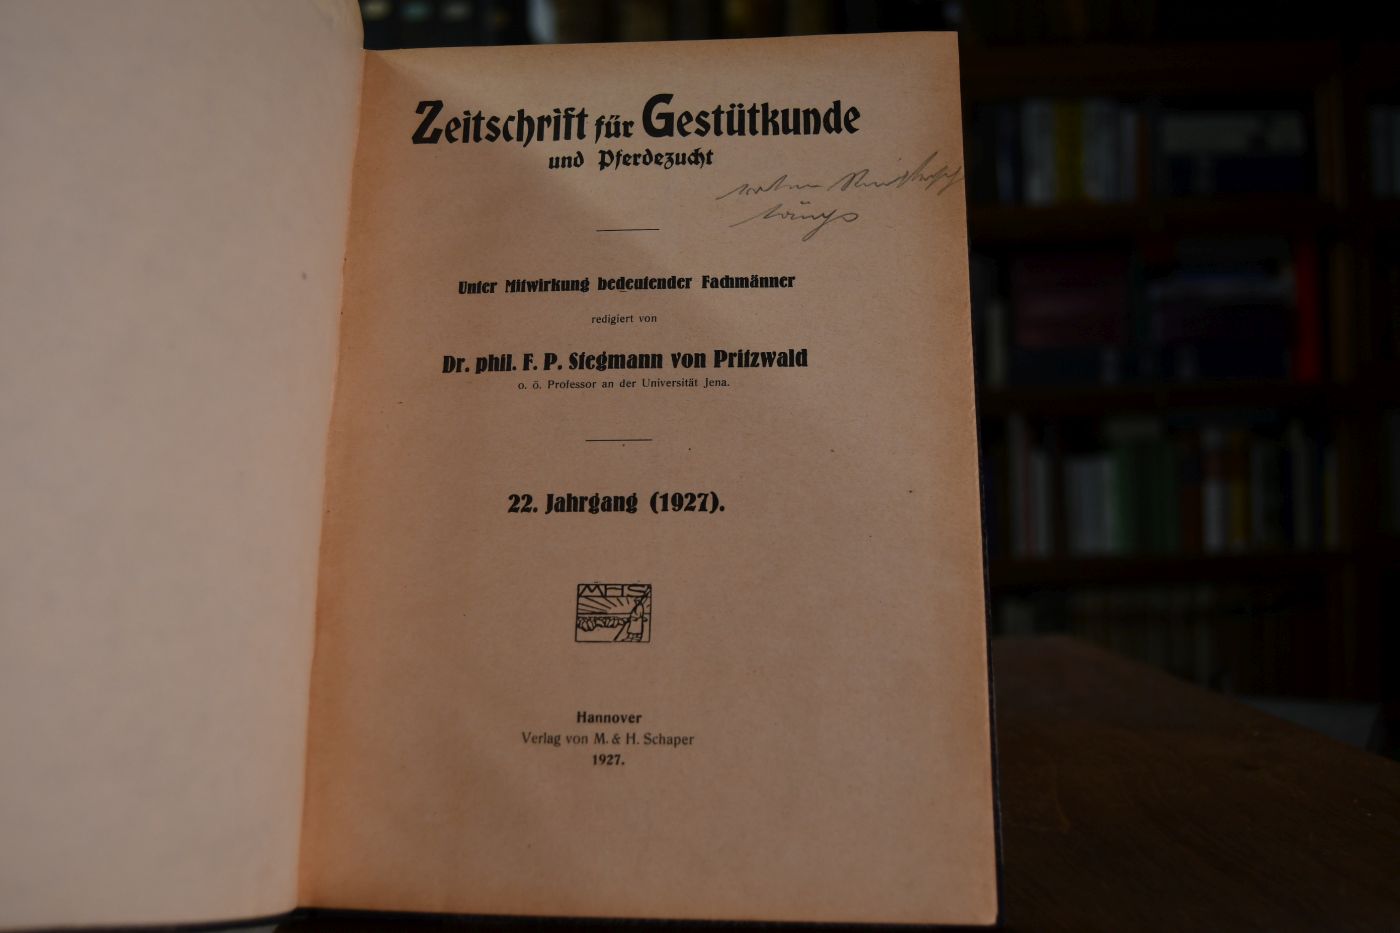 Zeitschrift für Gestütkunde
und Pferdezucht
Unter Mitwirkung bedeutender Fachmänner
redigiert von
Dr. phil. F. P. Stegmann von Pritzwald
o. ö. Professor an der Universität Jena.
22. Jahrgang (1927).
MHS
Hannover
Verlag von M. & H. Schaper
1927.